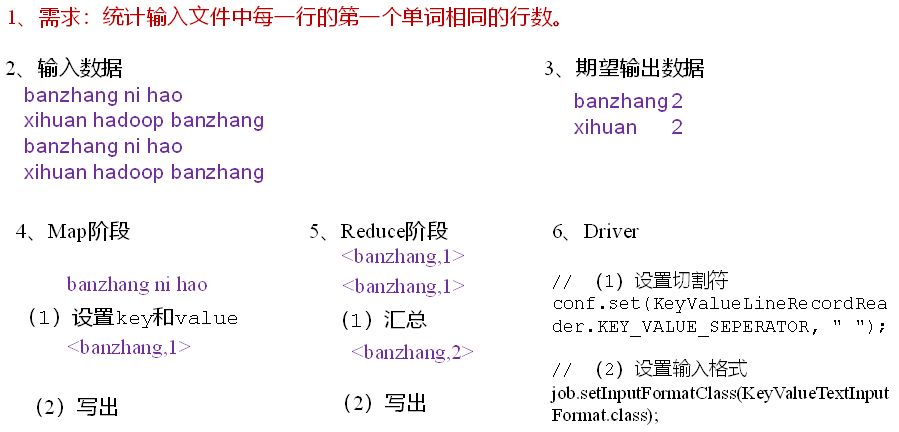 1、需求：统计输入文件中每一行的第一个单词相同的行数。
2、输入数据
banzhang ni hao
xihuan hadoop banzhang
banzhang ni hao
xihuan hadoop banzhang
3、期望输出数据
banzhang 2
xihuan 2
4、Map阶段
banzhang ni hao
（1）设置key和value
<banzhang,1>
（2）写出
5、Reduce阶段
<banzhang,1>
<banzhang,1>
（1）汇总
<banzhang,2>
（2）写出
6、Driver
// （1）设置切割符
conf.set(KeyValueLineRecordRea
der.KEY_VALUE_SEPERATOR, " ");
// （2）设置输入格式
job.setInputFormatClass(KeyValueTextInput
Format.class);